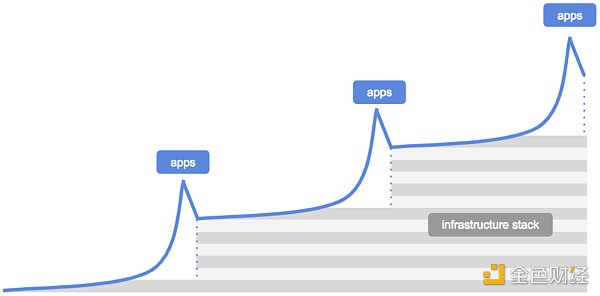 apps
apps
apps
infrastructure stack
金色财经